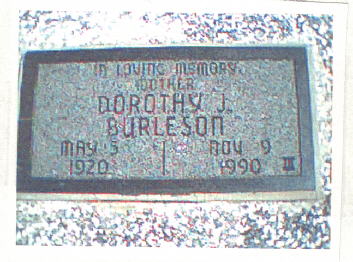 IN LOVING MEMORY
MOTHER
DOROTHY J.
BURLESON
MAY 5 NOV 9
1920 1990